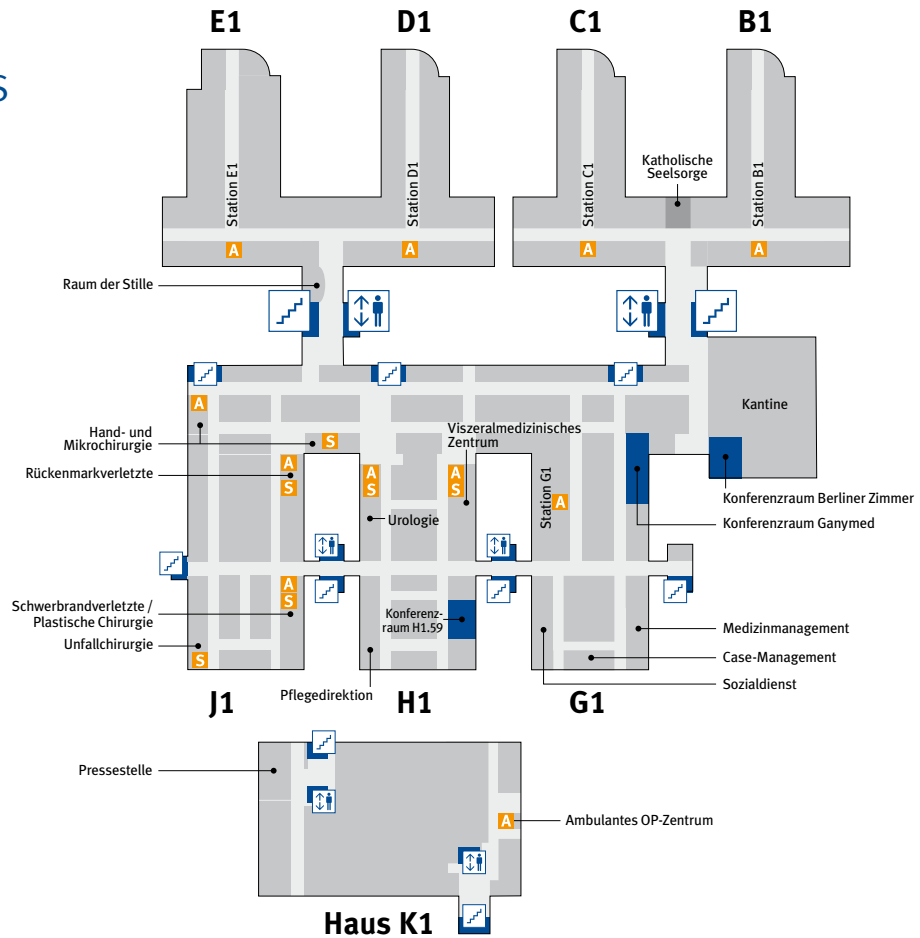 E1
D1
C1
B1
S
Station E1
Station D1
Station C1
Katholische
Seelsorge
Station B1
A
A
A
A
Raum der Stille
A
Hand- und
Mikrochirurgie
S
Viszeralmedizinisches
Zentrum
Kantine
Rückenmarkverletzte
A
S
A
S
A
S
Station G1
A
Urologie
Konferenzraum Berliner Zimmer
Konferenzraum Ganymed
Schwerbrandverletzte /
Plastische Chirurgie
A
S
Konferenz-
raum H1.59
Medizinmanagement
Unfallchirurgie
S
Case-Management
Pflegedirektion
Sozialdienst
J1
H1
G1
Pressestelle
A
Ambulantes OP-Zentrum
Haus K1